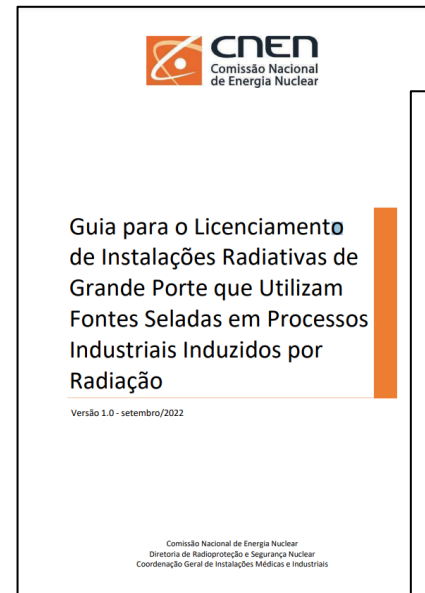 CNEN
Comissão Nacional
de Energia Nuclear
Guia para o Licenciamento
de Instalações Radiativas de
Grande Porte que Utilizam
Fontes Seladas em Processos
Industriais Induzidos por
Radiação
Versão 1.0 - setembro/2022
Comissão Nacional de Energia Nuclear
Diretoria de Radioproteção e Segurança Nuclear
Coordenação Geral de Instalações Médicas e Industriais